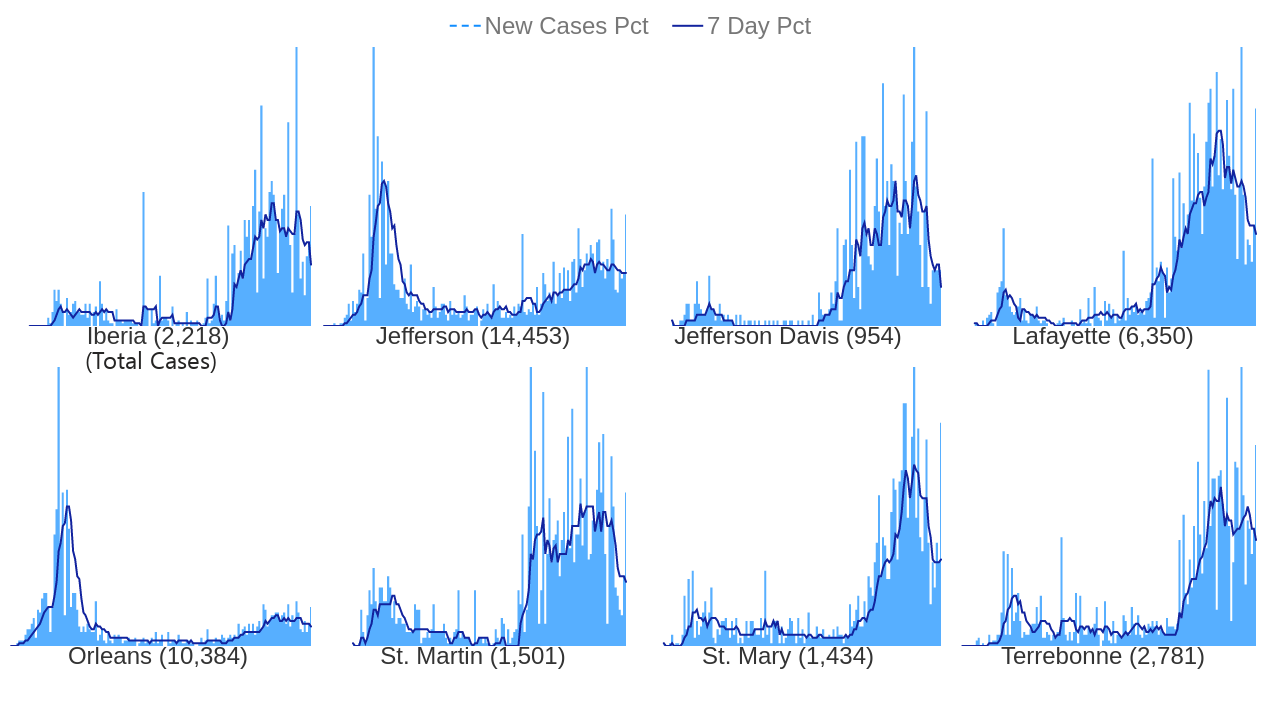 New Cases Pct 7 Day Pct
Iberia (2,218)
(Total Cases)
Jefferson (14,453)
Jefferson Davis (954)
Lafayette (6,350)
Orleans (10,384)
St. Martin (1,501)
St. Mary (1,434)
Terrebonne (2,781)